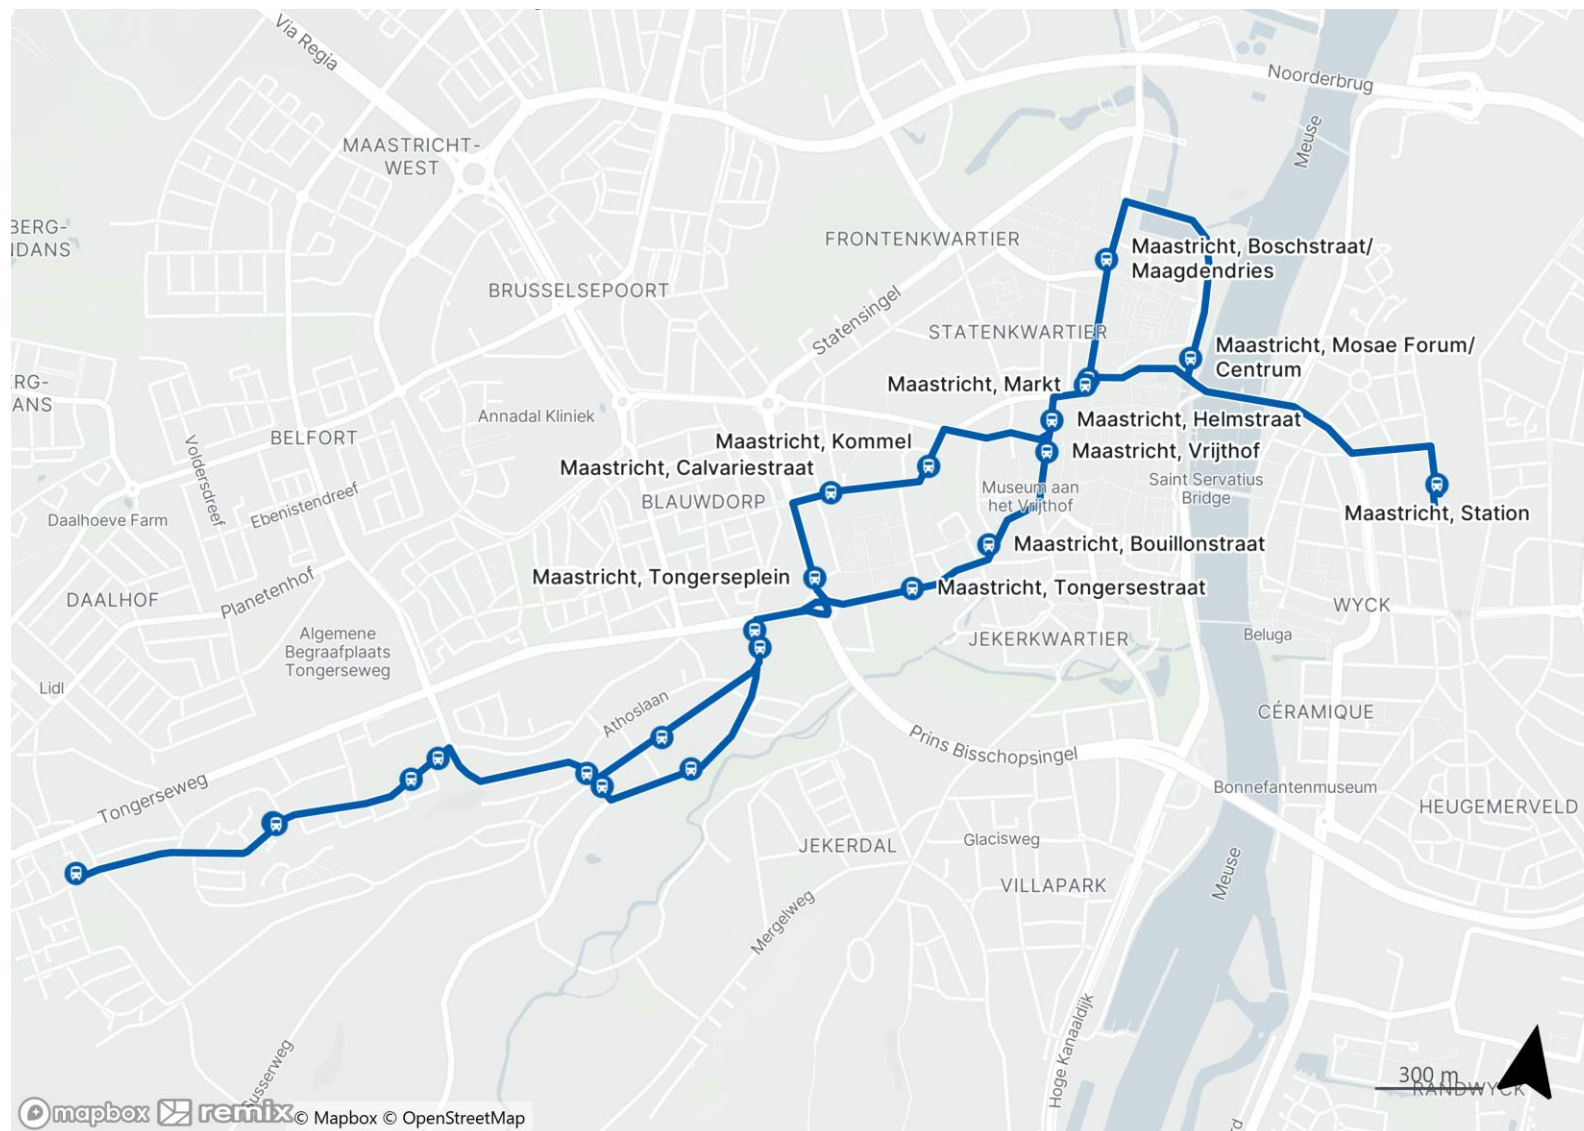 Via Regia
Noorderbrug
MAASTRICHT-
WEST
Meuse
BERG-
NDANS
FRONTENKWARTIER
Maastricht, Boschstraat/
Maagdendries
BRUSSELSEPOORT
Statensingel
STATENKWARTIER
Maastricht, Mosae Forum/
Centrum
RG-
ANS
Maastricht, Markt
Annadal Kliniek
Maastricht, Helmstraat
BELFORT
Maastricht, Kommel
Maastricht, Vrijthof
Voldersdreef
Maastricht, Calvariestraat
Museum aan
het Vrijthof
Saint Servatius
Bridge
BLAUWDORP
Ebenistendreef
Maastricht, Station
Daalhoeve Farm
Maastricht, Bouillonstraat
Maastricht, Tongerseplein
Maastricht, Tongersestraat
DAALHOF
Planetenhof
WYCK
Algemene
Begraafplaats
Tongerseweg
JEKERKWARTIER
Beluga
Lidl
Athoslaan
CÉRAMIQUE
Prins Bisschopsingel
Tongerseweg
Bonnefantenmuseum
HEUGEMERVELD
JEKERDAL
Glacisweg
Meuse
VILLAPARK
Mergelweg
Hoge Kanaaldijk
Susserweg
300 m
RANDWYCK
mapbox remix © Mapbox © OpenStreetMap